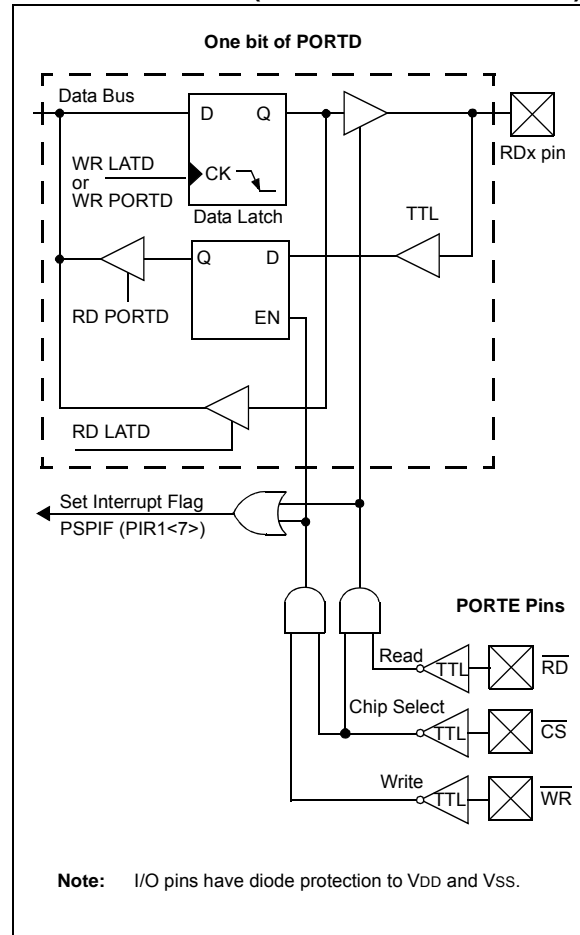 One bit of PORTD
Data Bus
D Q
RDx pin
WR LATD
or
WR PORTD
CK
Data Latch
TTL
Q D
EN
RD PORTD
RD LATD
Set Interrupt Flag
PSPIF (PIR1<7>)
PORTE Pins
Read
TTL
RD
Chip Select
TTL
CS
Write
TTL
WR
Note: I/O pins have diode protection to VDD and VSS.